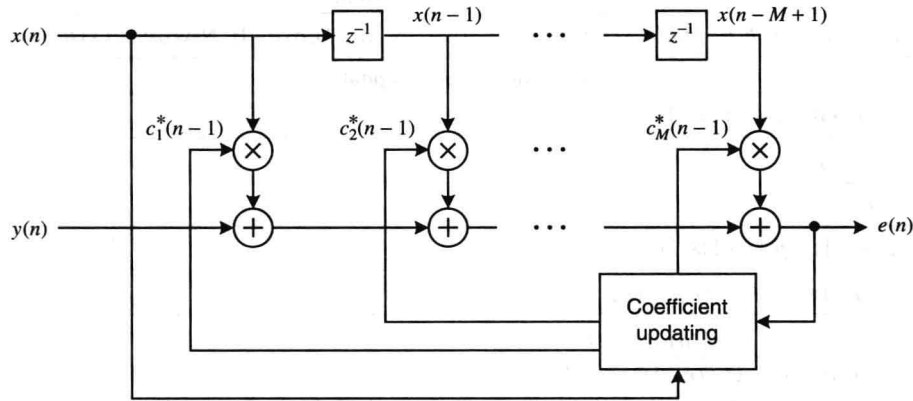 x(n)
z⁻¹
x(n − 1)
· · ·
z⁻¹
x(n − M + 1)
c₁*(n − 1)
×
c₂*(n − 1)
×
· · ·
c_M*(n − 1)
×
y(n)
+
+
· · ·
+
e(n)
Coefficient
updating